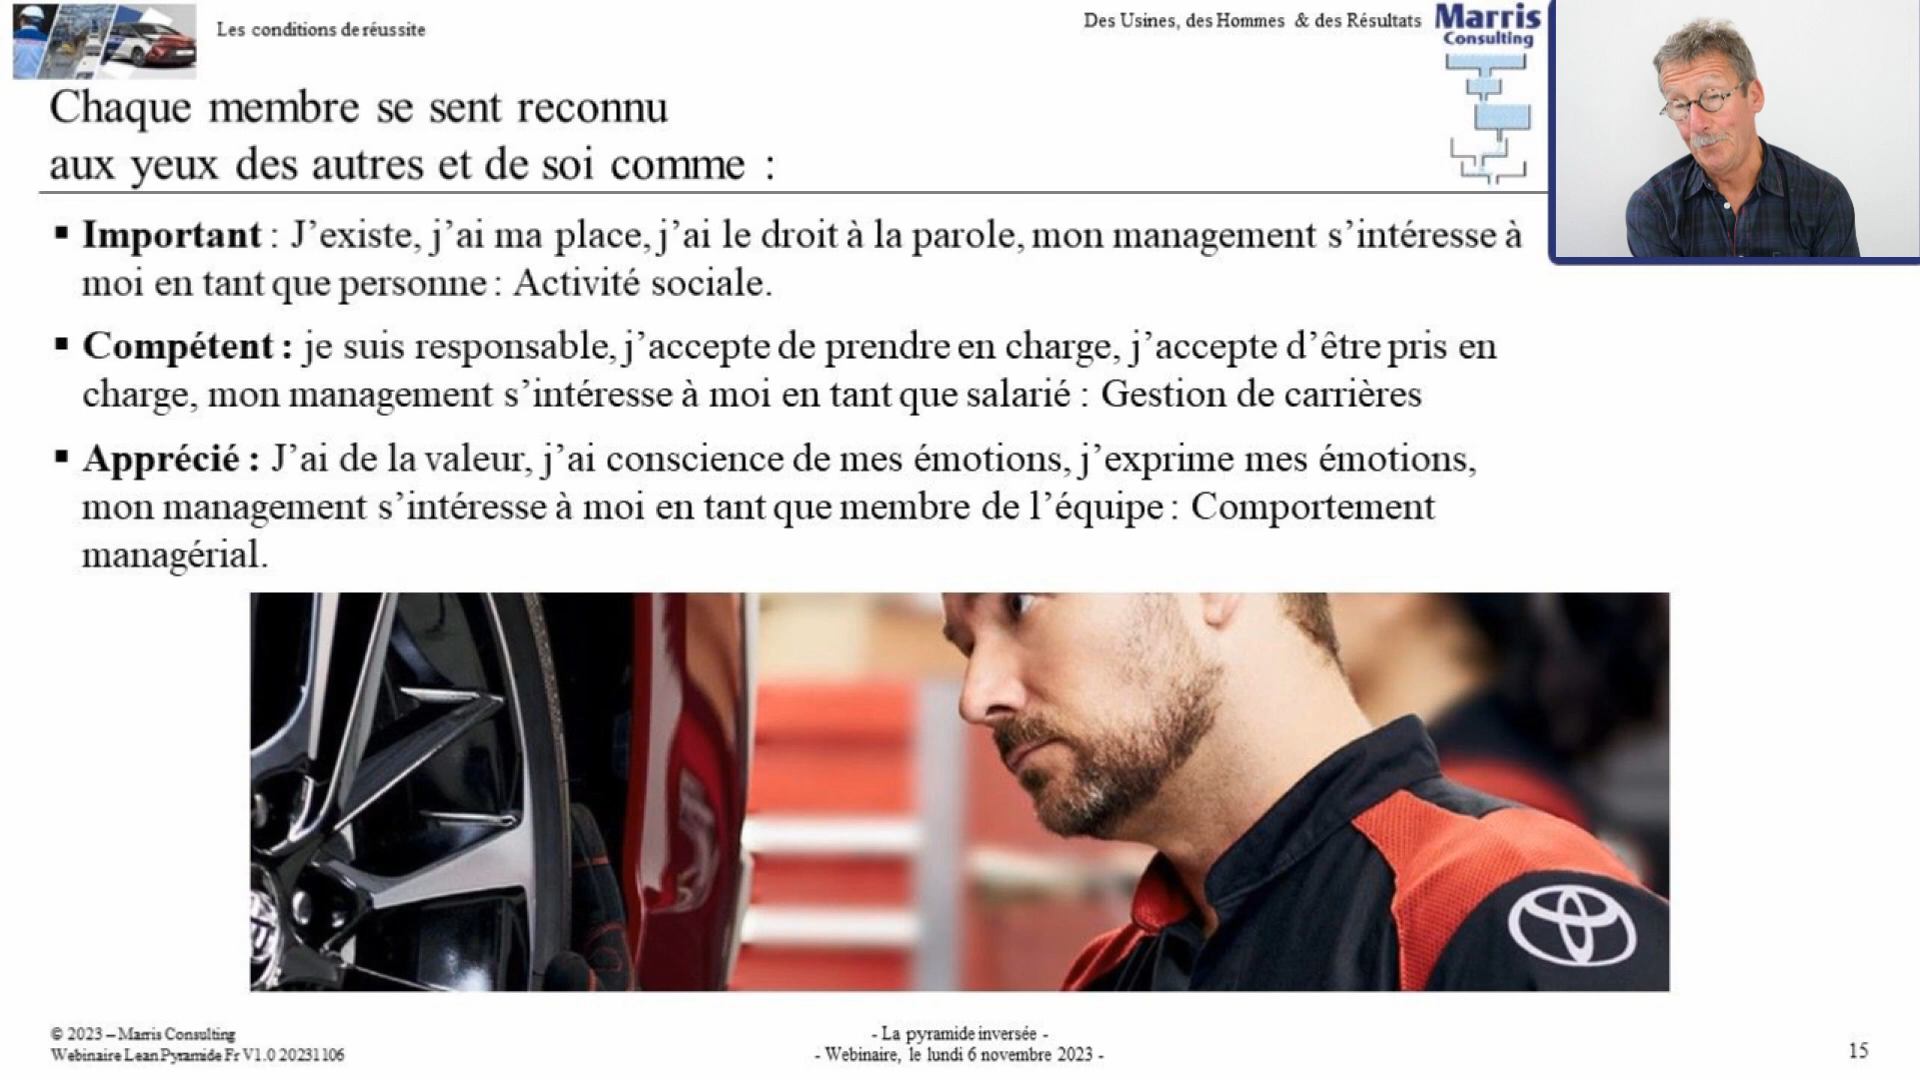 Les conditions de réussite
Des Usines, des Hommes & des Résultats
Marris
Consulting
Chaque membre se sent reconnu
aux yeux des autres et de soi comme :
▪ Important : J’existe, j’ai ma place, j’ai le droit à la parole, mon management s’intéresse à
moi en tant que personne : Activité sociale.
▪ Compétent : je suis responsable, j’accepte de prendre en charge, j’accepte d’être pris en
charge, mon management s’intéresse à moi en tant que salarié : Gestion de carrières
▪ Apprécié : J’ai de la valeur, j’ai conscience de mes émotions, j’exprime mes émotions,
mon management s’intéresse à moi en tant que membre de l’équipe : Comportement
managérial.
© 2023 – Marris Consulting
Webinaire Lean Pyramide Fr V1.0 20231106
- La pyramide inversée -
- Webinaire, le lundi 6 novembre 2023 -
15